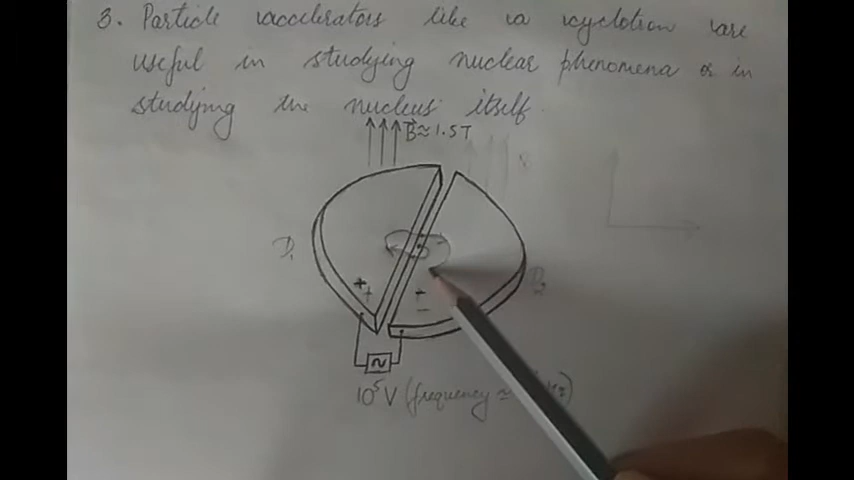 3. Particle accelerators like a cyclotron are
useful in studying nuclear phenomena or in
studying the nucleus itself.
B ≈ 1.5T
D₁
D₂
+
+
+
−
~
10⁵V (frequency ≈